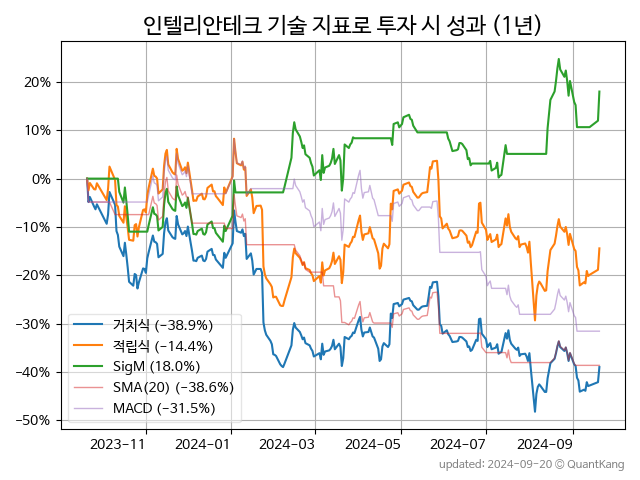 인텔리안테크 기술 지표로 투자 시 성과 (1년)
20%
10%
0%
−10%
−20%
−30%
−40%
−50%
거치식 (−38.9%)
적립식 (−14.4%)
SigM (18.0%)
SMA(20) (−38.6%)
MACD (−31.5%)
2023-11 2024-01 2024-03 2024-05 2024-07 2024-09
updated: 2024-09-20 ⓒ QuantKang